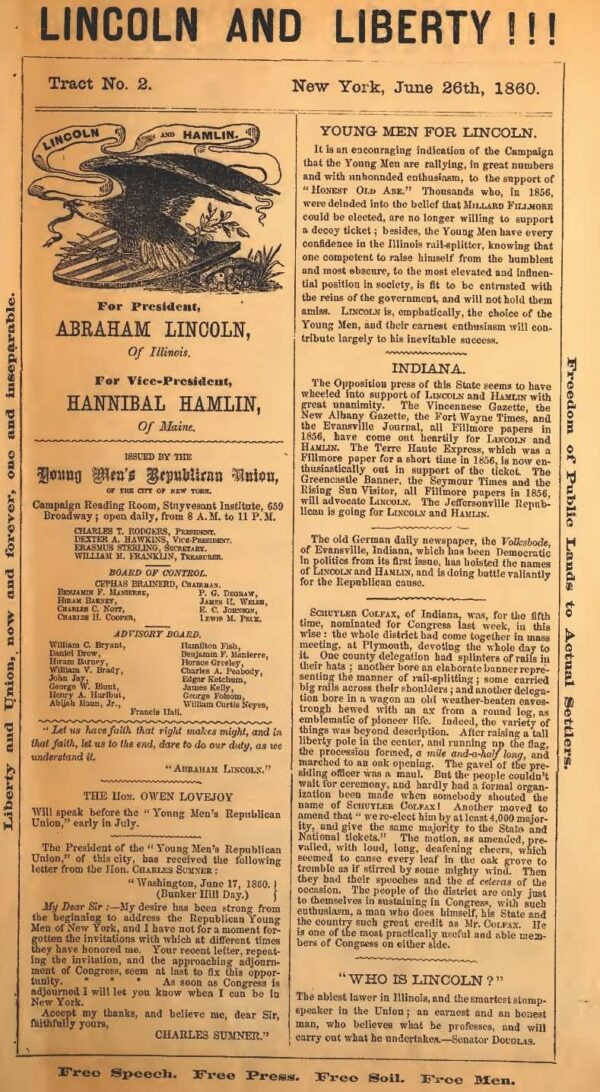 LINCOLN AND LIBERTY!!!
Tract No. 2.
New York, June 26th, 1860.
LINCOLN AND HAMLIN.
For President,
ABRAHAM LINCOLN,
Of Illinois.
For Vice-President,
HANNIBAL HAMLIN,
Of Maine.
ISSUED BY THE
Young Men's Republican Union,
OF THE CITY OF NEW YORK.
Campaign Reading Room, Stuyvesant Institute, 659
Broadway; open daily, from 8 A.M. to 11 P.M.
CHARLES T. RODGERS, PRESIDENT.
DEXTER A. HAWKINS, VICE-PRESIDENT.
ERASMUS STERLING, SECRETARY.
WILLIAM M. FRANKLIN, TREASURER.
BOARD OF CONTROL.
CEPHAS BRAINERD, CHAIRMAN.
BENJAMIN F. MANIERRE, P. G. DEGRAW,
HIRAM BARNEY, JAMES H. WELSH,
CHARLES C. NOTT, E. C. JOHNSON,
CHARLES H. COOPER, LEWIS M. PECK.
ADVISORY BOARD.
William C. Bryant, Hamilton Fish,
Daniel Drew, Benjamin F. Manierre,
Hiram Barney, Horace Greeley,
William V. Brady, Charles A. Peabody,
John Jay, Edgar Ketchum,
George W. Blunt, James Kelly,
Henry A. Hurlbut, George Folsom,
Abijah Mann, Jr., William Curtis Noyes,
Francis Hall.
"Let us have faith that right makes might, and in
that faith, let us to the end, dare to do our duty, as we
understand it.
"ABRAHAM LINCOLN."
THE HON. OWEN LOVEJOY
Will speak before the "Young Men's Republican
Union," early in July.
The President of the "Young Men's Republican
Union," of this city, has received the following
letter from the HON. CHARLES SUMNER:
"Washington, June 17, 1860. }
(Bunker Hill Day.) }
My Dear Sir:—My desire has been strong from
the beginning to address the Republican Young
Men of New York, and I have not for a moment for-
gotten the invitations with which at different times
they have honored me. Your recent letter, repeat-
ing the invitation, and the approaching adjourn-
ment of Congress, seem at last to fix this oppor-
tunity. * * * As soon as Congress is
adjourned I will let you know when I can be in
New York.
Accept my thanks, and believe me, dear Sir,
faithfully yours,
CHARLES SUMNER."
YOUNG MEN FOR LINCOLN.
It is an encouraging indication of the Campaign
that the Young Men are rallying, in great numbers
and with unbounded enthusiasm, to the support of
"HONEST OLD ABE." Thousands who, in 1856,
were deluded into the belief that MILLARD FILLMORE
could be elected, are no longer willing to support
a decoy ticket; besides, the Young Men have every
confidence in the Illinois rail-splitter, knowing that
one competent to raise himself from the humblest
and most obscure, to the most elevated and influen-
tial position in society, is fit to be entrusted with
the reins of the government, and will not hold them
amiss. LINCOLN is, emphatically, the choice of the
Young Men, and their earnest enthusiasm will con-
tribute largely to his inevitable success.
INDIANA.
The Opposition press of this State seems to have
wheeled into support of LINCOLN and HAMLIN with
great unanimity. The Vincennese Gazette, the
New Albany Gazette, the Fort Wayne Times, and
the Evansville Journal, all Fillmore papers in
1856, have come out heartily for LINCOLN and
HAMLIN. The Terre Haute Express, which was a
Fillmore paper for a short time in 1856, is now en-
thusiastically out in support of the ticket. The
Greencastle Banner, the Seymour Times and the
Rising Sun Visitor, all Fillmore papers in 1856,
will advocate LINCOLN. The Jeffersonville Repub-
lican is going for LINCOLN and HAMLIN.
The old German daily newspaper, the Volksbode,
of Evansville, Indiana, which has been Democratic
in politics from its first issue, has hoisted the names
of LINCOLN and HAMLIN, and is doing battle valiantly
for the Republican cause.
SCHUYLER COLFAX, of Indiana, was, for the fifth
time, nominated for Congress last week, in this
wise: the whole district had come together in mass
meeting, at Plymouth, devoting the whole day to
it. One county delegation had splinters of rails in
their hats; another bore an elaborate banner repre-
senting the manner of rail-splitting; some carried
big rails across their shoulders; and another delega-
tion bore in a wagon an old weather-beaten eaves-
trough hewed with an ax from a round log, as
emblematic of pioneer life. Indeed, the variety of
things was beyond description. After raising a tall
liberty pole in the center, and running up the flag,
the procession formed, a mile and-a-half long, and
marched to an oak opening. The gavel of the pre-
siding officer was a maul. But the people couldn't
wait for ceremony, and hardly had a formal organ-
ization been made when somebody shouted the
name of SCHUYLER COLFAX! Another moved to
amend that "we re-elect him by at least 4,000 major-
ity, and give the same majority to the State and
National tickets." The motion, as amended, pre-
vailed, with loud, long, deafening cheers, which
seemed to cause every leaf in the oak grove to
tremble as if stirred by some mighty wind. Then
they had their speeches and the et ceteras of the
occasion. The people of the district are only just
to themselves in sustaining in Congress, with such
enthusiasm, a man who does himself, his State and
the country such great credit as Mr. COLFAX. He
is one of the most practically useful and able mem-
bers of Congress on either side.
"WHO IS LINCOLN?"
The ablest lawer in Illinois, and the smartest stump-
speaker in the Union; an earnest and an honest
man, who believes what he professes, and will
carry out what he undertakes.—Senator DOUGLAS.
Liberty and Union, now and forever, one and inseparable.
Freedom of Public Lands to Actual Settlers.
Free Speech. Free Press. Free Soil. Free Men.